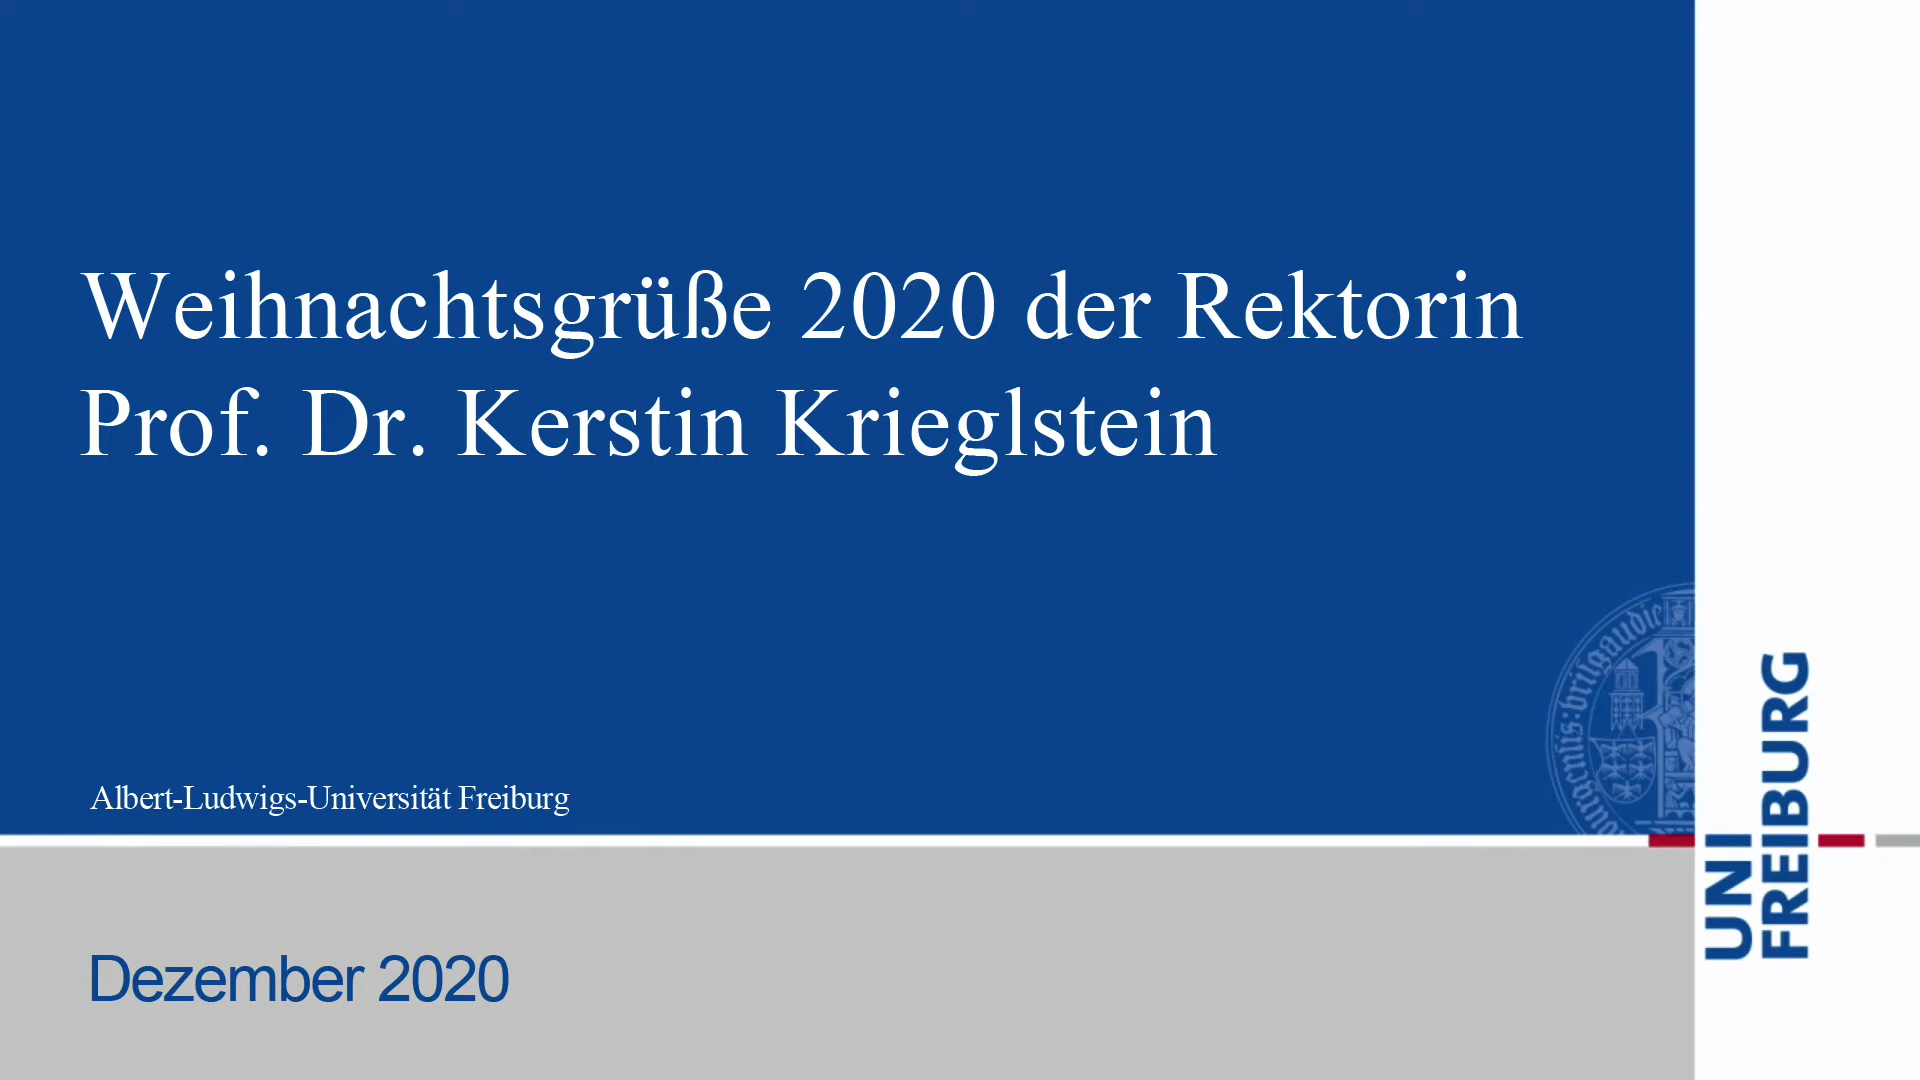 Weihnachtsgrüße 2020 der Rektorin
Prof. Dr. Kerstin Krieglstein
Albert-Ludwigs-Universität Freiburg
Dezember 2020
UNI
FREIBURG